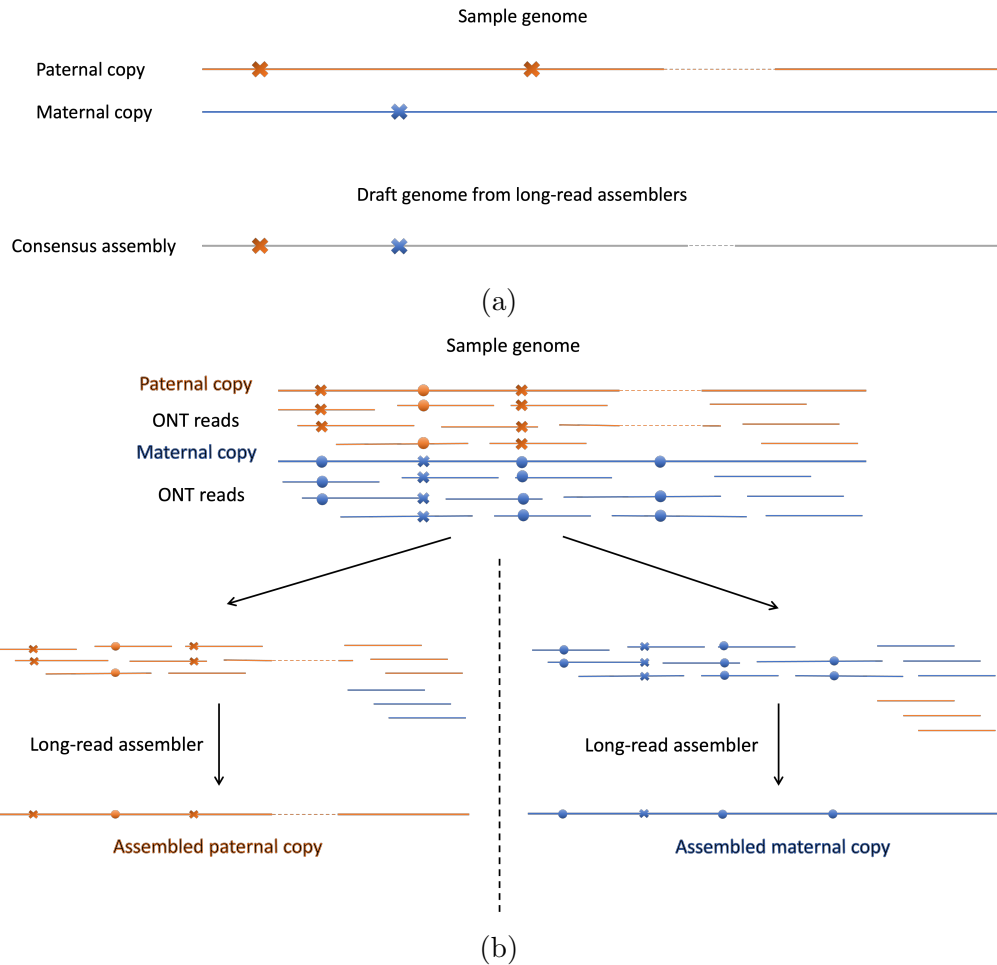 Sample genome
Paternal copy
Maternal copy
Draft genome from long-read assemblers
Consensus assembly
(a)
Sample genome
Paternal copy
ONT reads
Maternal copy
ONT reads
Long-read assembler
Long-read assembler
Assembled paternal copy
Assembled maternal copy
(b)